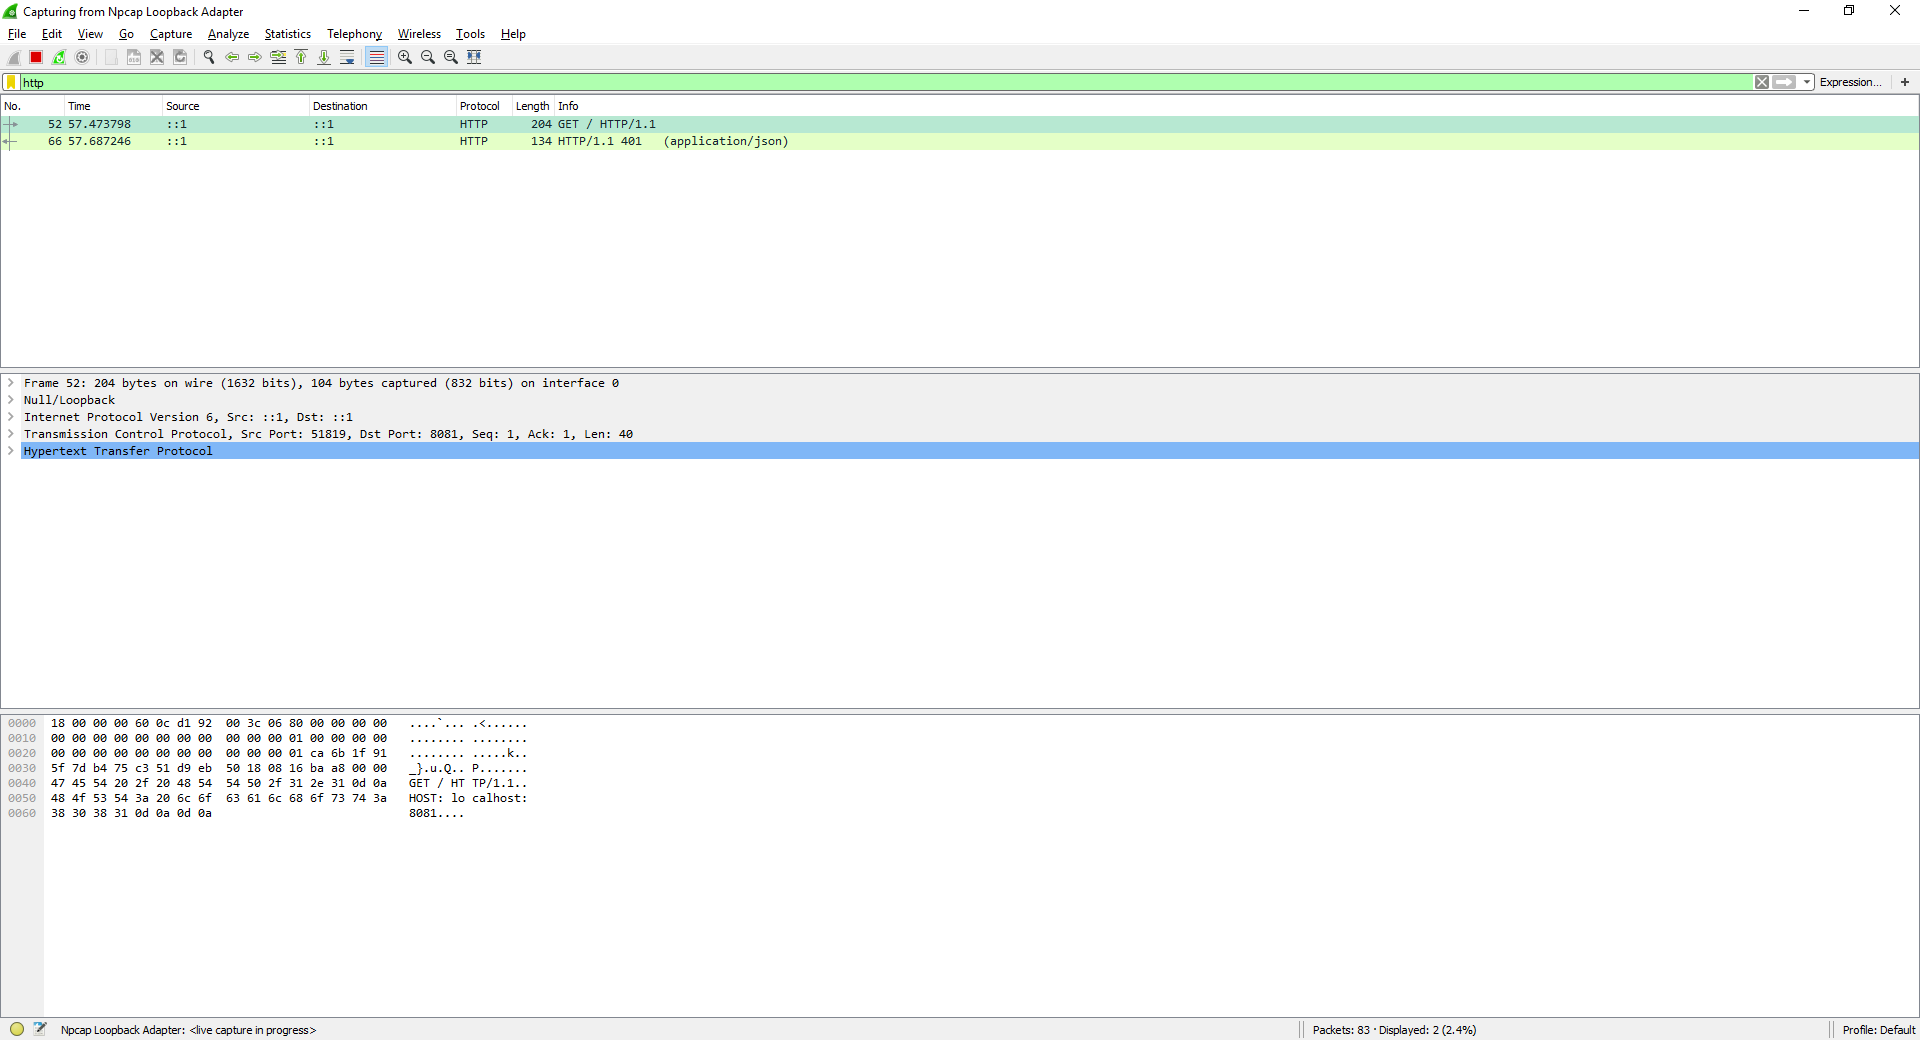 Capturing from Npcap Loopback Adapter
File Edit View Go Capture Analyze Statistics Telephony Wireless Tools Help
http
Expression... +
No. Time Source Destination Protocol Length Info
52 57.473798 ::1 ::1 HTTP 204 GET / HTTP/1.1
66 57.687246 ::1 ::1 HTTP 134 HTTP/1.1 401 (application/json)
Frame 52: 204 bytes on wire (1632 bits), 104 bytes captured (832 bits) on interface 0
Null/Loopback
Internet Protocol Version 6, Src: ::1, Dst: ::1
Transmission Control Protocol, Src Port: 51819, Dst Port: 8081, Seq: 1, Ack: 1, Len: 40
Hypertext Transfer Protocol
0000 18 00 00 00 60 0c d1 92 00 3c 06 80 00 00 00 00 ....`... .<......
0010 00 00 00 00 00 00 00 00 00 00 00 01 00 00 00 00 ........ ........
0020 00 00 00 00 00 00 00 00 00 00 00 01 ca 6b 1f 91 ........ .....k..
0030 5f 7d b4 75 c3 51 d9 eb 50 18 08 16 ba a8 00 00 _}.u.Q.. P.......
0040 47 45 54 20 2f 20 48 54 54 50 2f 31 2e 31 0d 0a GET / HT TP/1.1..
0050 48 4f 53 54 3a 20 6c 6f 63 61 6c 68 6f 73 74 3a HOST: lo calhost:
0060 38 30 38 31 0d 0a 0d 0a 8081....
Npcap Loopback Adapter: <live capture in progress>
Packets: 83 · Displayed: 2 (2.4%)
Profile: Default